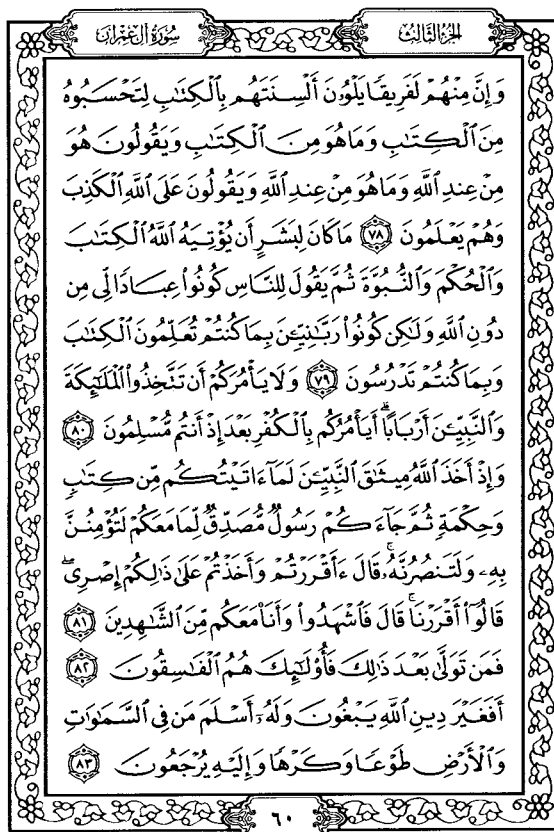 الجزء الثالث
سورة آل عمران
وَإِنَّ مِنْهُمْ لَفَرِيقًا يَلْوُۥنَ أَلْسِنَتَهُم بِٱلْكِتَٰبِ لِتَحْسَبُوهُ
مِنَ ٱلْكِتَٰبِ وَمَا هُوَ مِنَ ٱلْكِتَٰبِ وَيَقُولُونَ هُوَ
مِنْ عِندِ ٱللَّهِ وَمَا هُوَ مِنْ عِندِ ٱللَّهِ وَيَقُولُونَ عَلَى ٱللَّهِ ٱلْكَذِبَ
وَهُمْ يَعْلَمُونَ ٧٨ مَا كَانَ لِبَشَرٍ أَن يُؤْتِيَهُ ٱللَّهُ ٱلْكِتَٰبَ
وَٱلْحُكْمَ وَٱلنُّبُوَّةَ ثُمَّ يَقُولَ لِلنَّاسِ كُونُوا۟ عِبَادًا لِّى مِن
دُونِ ٱللَّهِ وَلَٰكِن كُونُوا۟ رَبَّٰنِيِّۦنَ بِمَا كُنتُمْ تُعَلِّمُونَ ٱلْكِتَٰبَ
وَبِمَا كُنتُمْ تَدْرُسُونَ ٧٩ وَلَا يَأْمُرَكُمْ أَن تَتَّخِذُوا۟ ٱلْمَلَٰٓئِكَةَ
وَٱلنَّبِيِّۦنَ أَرْبَابًا ۗ أَيَأْمُرُكُم بِٱلْكُفْرِ بَعْدَ إِذْ أَنتُم مُّسْلِمُونَ ٨٠
وَإِذْ أَخَذَ ٱللَّهُ مِيثَٰقَ ٱلنَّبِيِّۦنَ لَمَآ ءَاتَيْتُكُم مِّن كِتَٰبٍ
وَحِكْمَةٍ ثُمَّ جَآءَكُمْ رَسُولٌ مُّصَدِّقٌ لِّمَا مَعَكُمْ لَتُؤْمِنُنَّ
بِهِۦ وَلَتَنصُرُنَّهُۥ ۚ قَالَ ءَأَقْرَرْتُمْ وَأَخَذْتُمْ عَلَىٰ ذَٰلِكُمْ إِصْرِى ۖ
قَالُوٓا۟ أَقْرَرْنَا ۚ قَالَ فَٱشْهَدُوا۟ وَأَنَا۠ مَعَكُم مِّنَ ٱلشَّٰهِدِينَ ٨١
فَمَن تَوَلَّىٰ بَعْدَ ذَٰلِكَ فَأُو۟لَٰٓئِكَ هُمُ ٱلْفَٰسِقُونَ ٨٢
أَفَغَيْرَ دِينِ ٱللَّهِ يَبْغُونَ وَلَهُۥٓ أَسْلَمَ مَن فِى ٱلسَّمَٰوَٰتِ
وَٱلْأَرْضِ طَوْعًا وَكَرْهًا وَإِلَيْهِ يُرْجَعُونَ ٨٣
٦٠